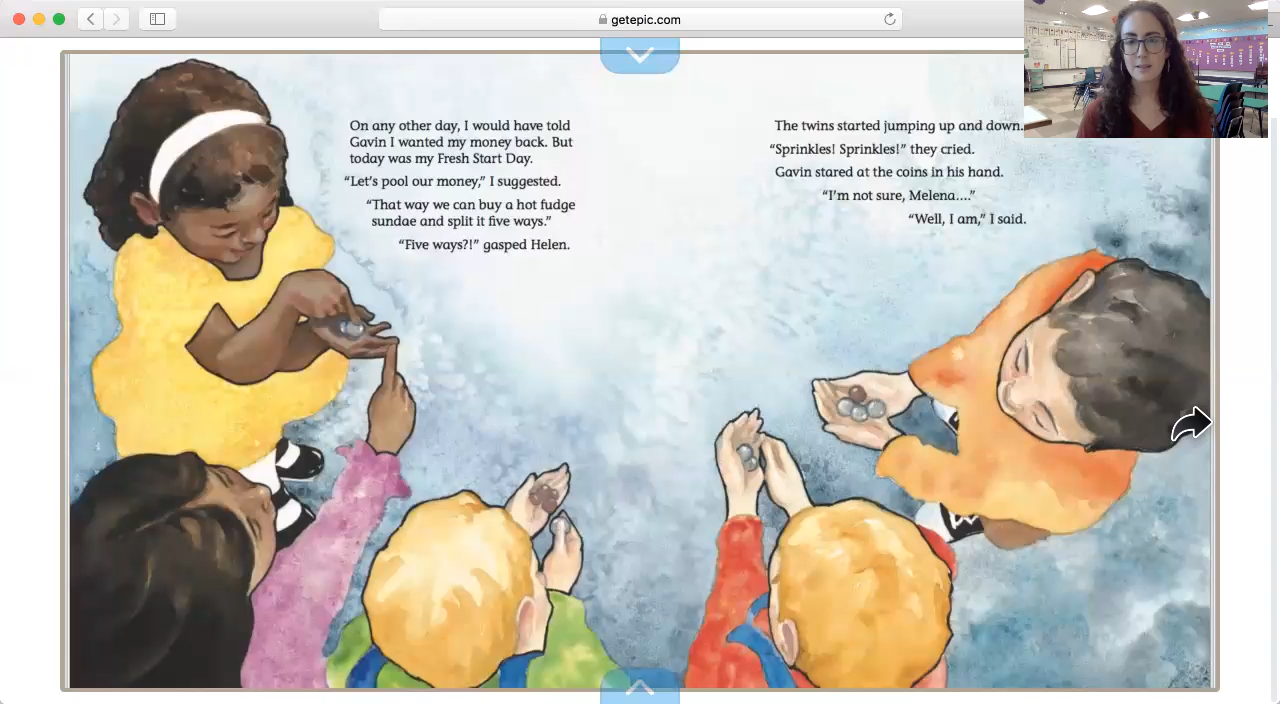 getepic.com
On any other day, I would have told
Gavin I wanted my money back. But
today was my Fresh Start Day.
“Let’s pool our money,” I suggested.
“That way we can buy a hot fudge
sundae and split it five ways.”
“Five ways?!” gasped Helen.
The twins started jumping up and down.
“Sprinkles! Sprinkles!” they cried.
Gavin stared at the coins in his hand.
“I’m not sure, Melena....”
“Well, I am,” I said.